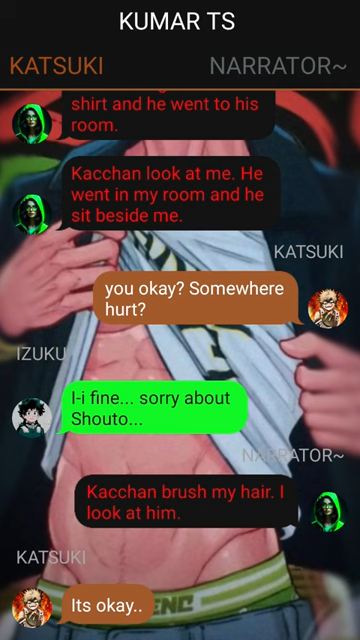 KUMAR TS
KATSUKI
NARRATOR~
shirt and he went to his
room.
Kacchan look at me. He
went in my room and he
sit beside me.
KATSUKI
you okay? Somewhere
hurt?
IZUKU
I-i fine... sorry about
Shouto...
NARRATOR~
Kacchan brush my hair. I
look at him.
KATSUKI
Its okay..